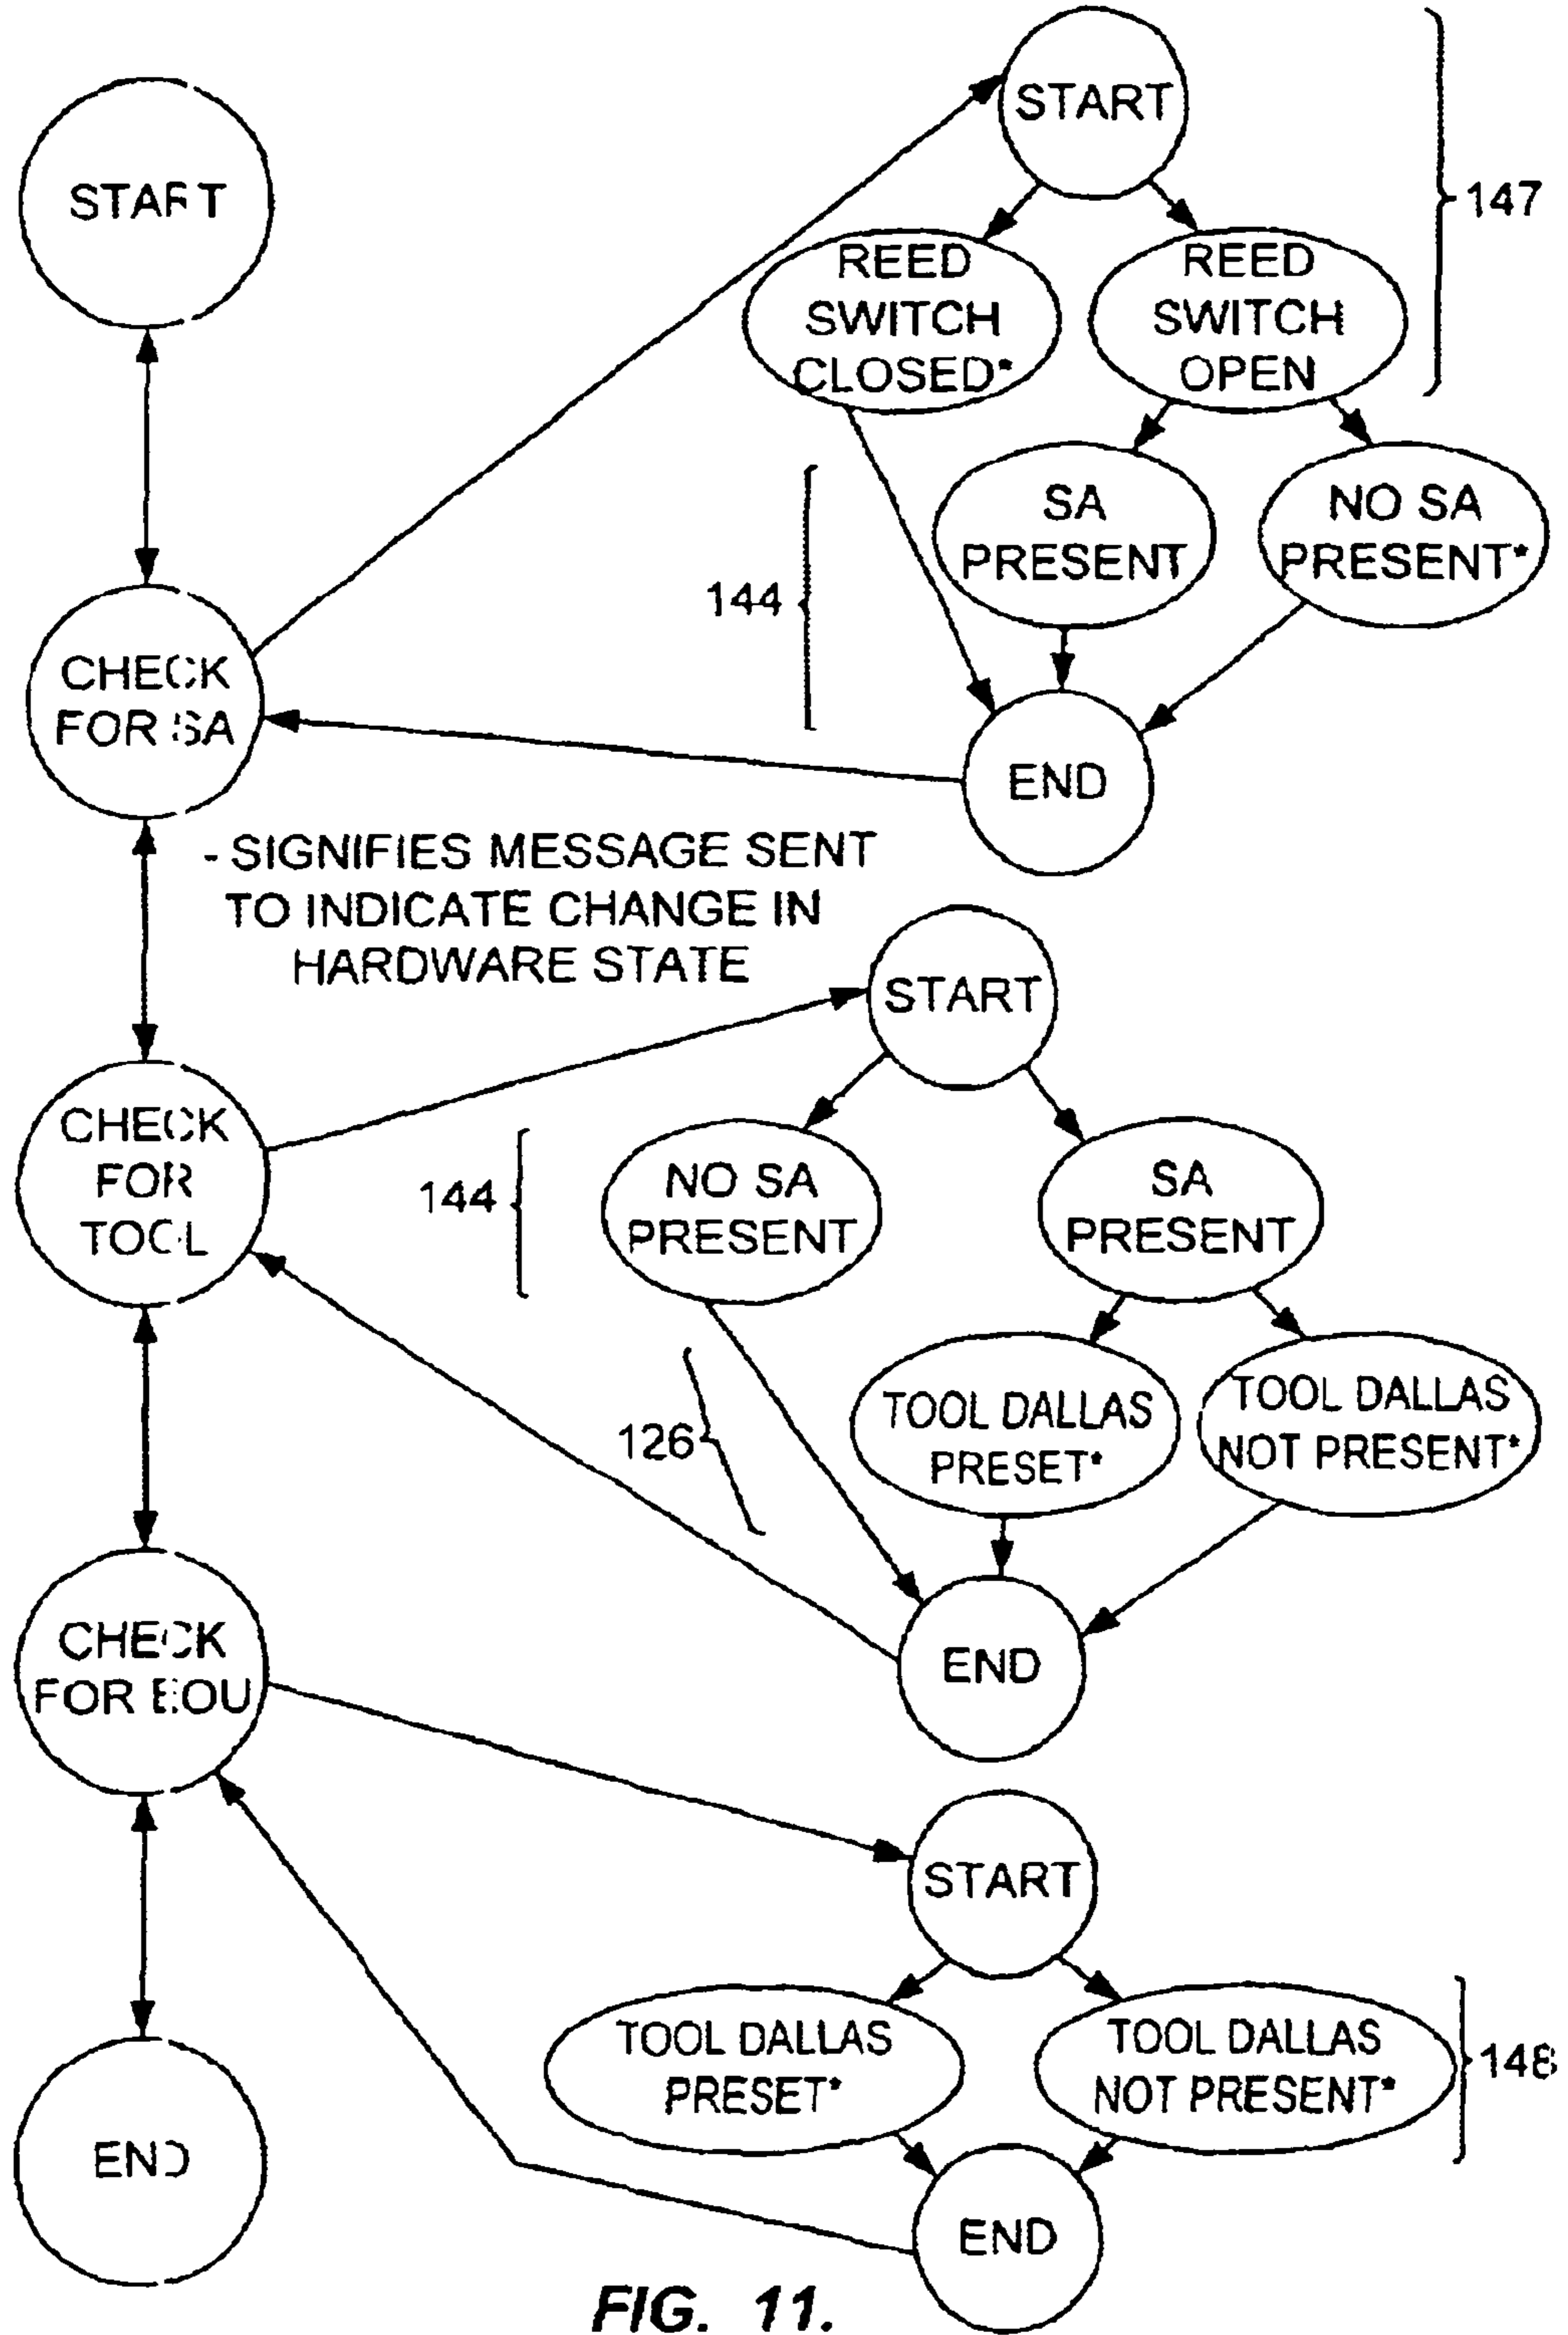 START
START
147
REED
SWITCH
CLOSED*
REED
SWITCH
OPEN
SA
PRESENT
NO SA
PRESENT*
144
CHECK
FOR SA
END
- SIGNIFIES MESSAGE SENT
TO INDICATE CHANGE IN
HARDWARE STATE
START
CHECK
FOR
TOOL
144
NO SA
PRESENT
SA
PRESENT
126
TOOL DALLAS
PRESET*
TOOL DALLAS
NOT PRESENT*
CHECK
FOR EOU
END
START
TOOL DALLAS
PRESET*
TOOL DALLAS
NOT PRESENT*
148
END
END
FIG. 11.